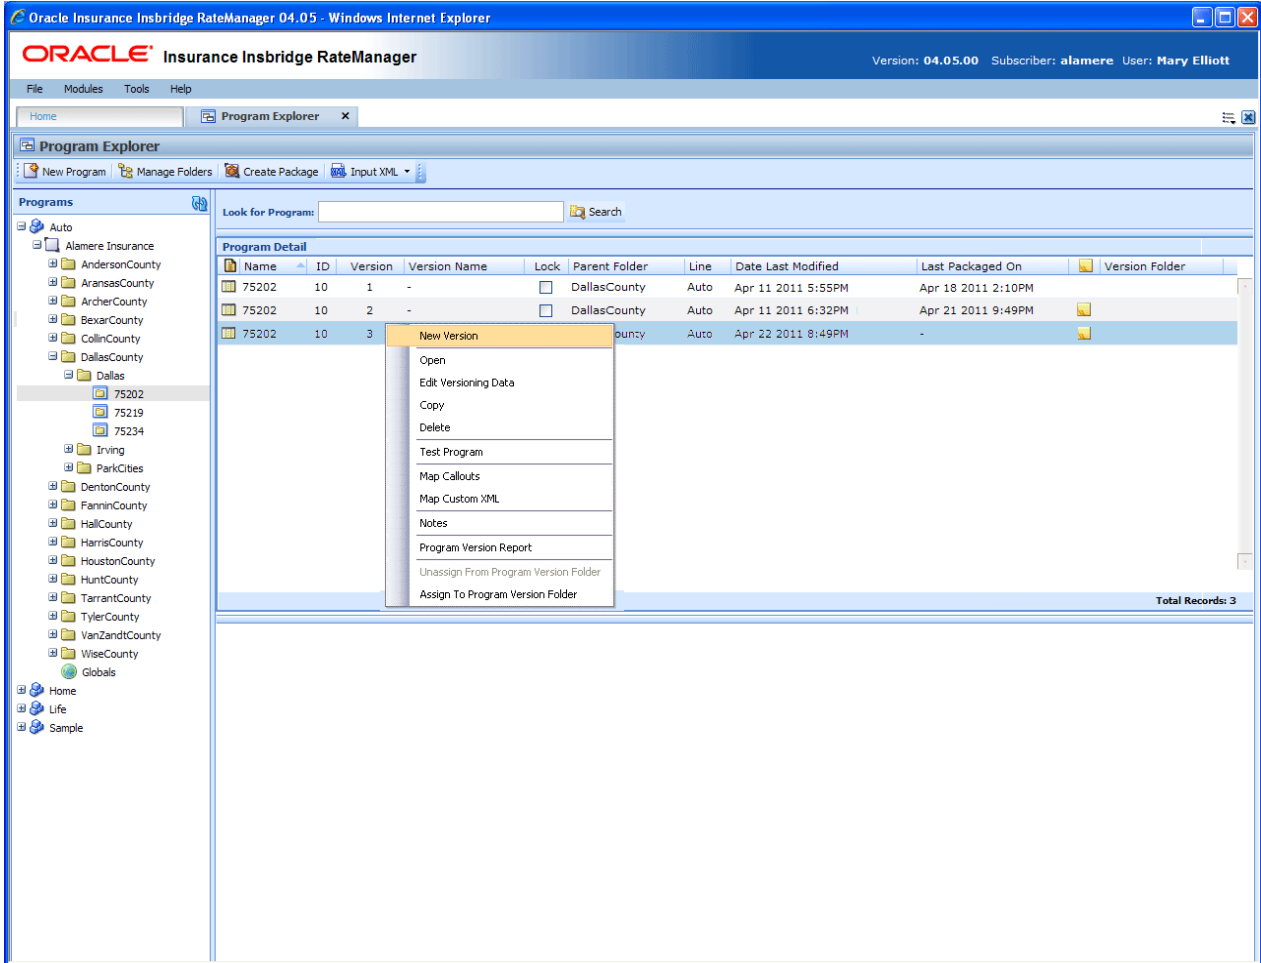 Oracle Insurance Insbridge RateManager 04.05 - Windows Internet Explorer
ORACLE Insurance Insbridge RateManager
Version: 04.05.00 Subscriber: alamere User: Mary Elliott
File Modules Tools Help
Home Program Explorer x
Program Explorer
New Program Manage Folders Create Package Input XML
Programs
Auto
Alamere Insurance
AndersonCounty
AransasCounty
ArcherCounty
BexarCounty
CollinCounty
DallasCounty
Dallas
75202
75219
75234
Irving
ParkCities
DentonCounty
FanninCounty
HallCounty
HarrisCounty
HoustonCounty
HuntCounty
TarrantCounty
TylerCounty
VanZandtCounty
WiseCounty
Globals
Home
Life
Sample
Look for Program: Search
Program Detail
Name ID Version Version Name Lock Parent Folder Line Date Last Modified Last Packaged On Version Folder
75202 10 1 - DallasCounty Auto Apr 11 2011 5:55PM Apr 18 2011 2:10PM
75202 10 2 - DallasCounty Auto Apr 11 2011 6:32PM Apr 21 2011 9:49PM
75202 10 3 ounty Auto Apr 22 2011 8:49PM -
New Version
Open
Edit Versioning Data
Copy
Delete
Test Program
Map Callouts
Map Custom XML
Notes
Program Version Report
Unassign From Program Version Folder
Assign To Program Version Folder
Total Records: 3